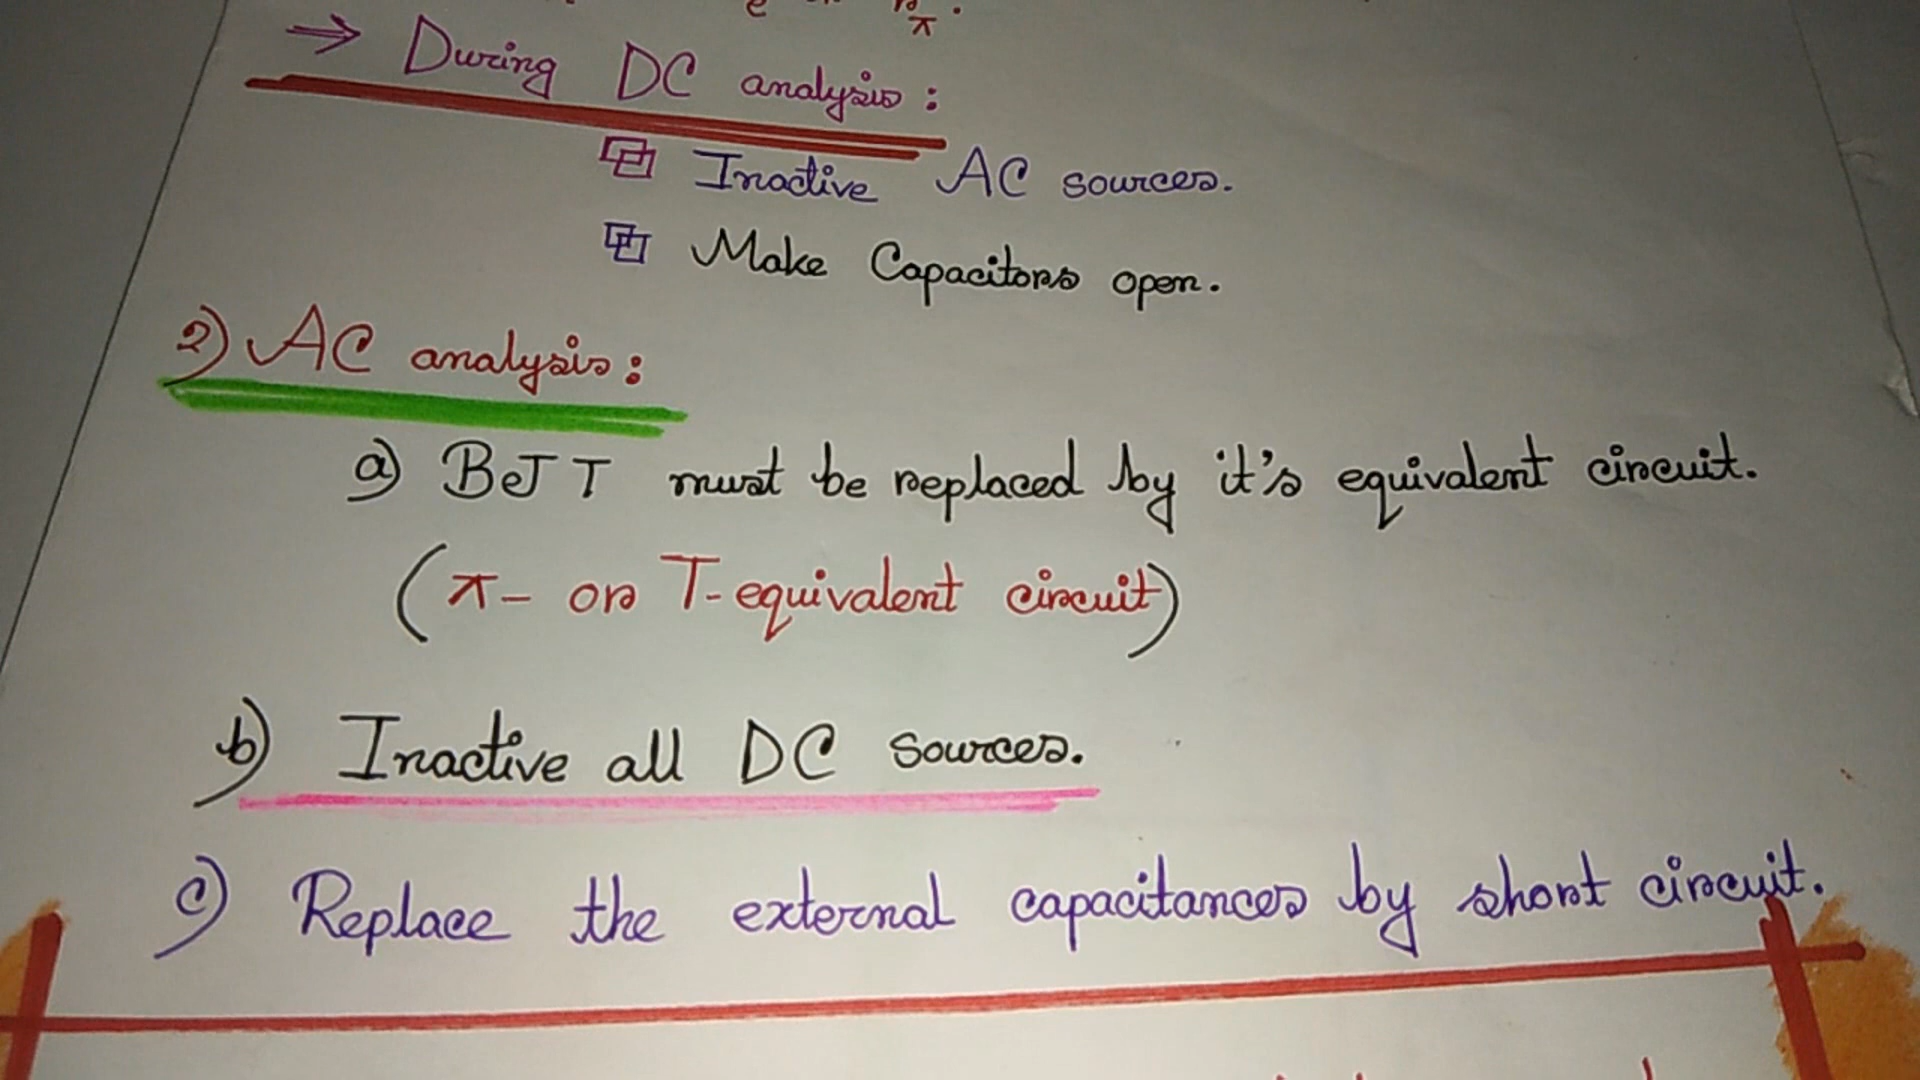 → During DC analysis:
Inactive AC sources.
Make Capacitors open.
2) AC analysis:
a) BJT must be replaced by it's equivalent circuit.
(π- or T-equivalent circuit)
b) Inactive all DC sources.
c) Replace the external capacitances by short circuit.